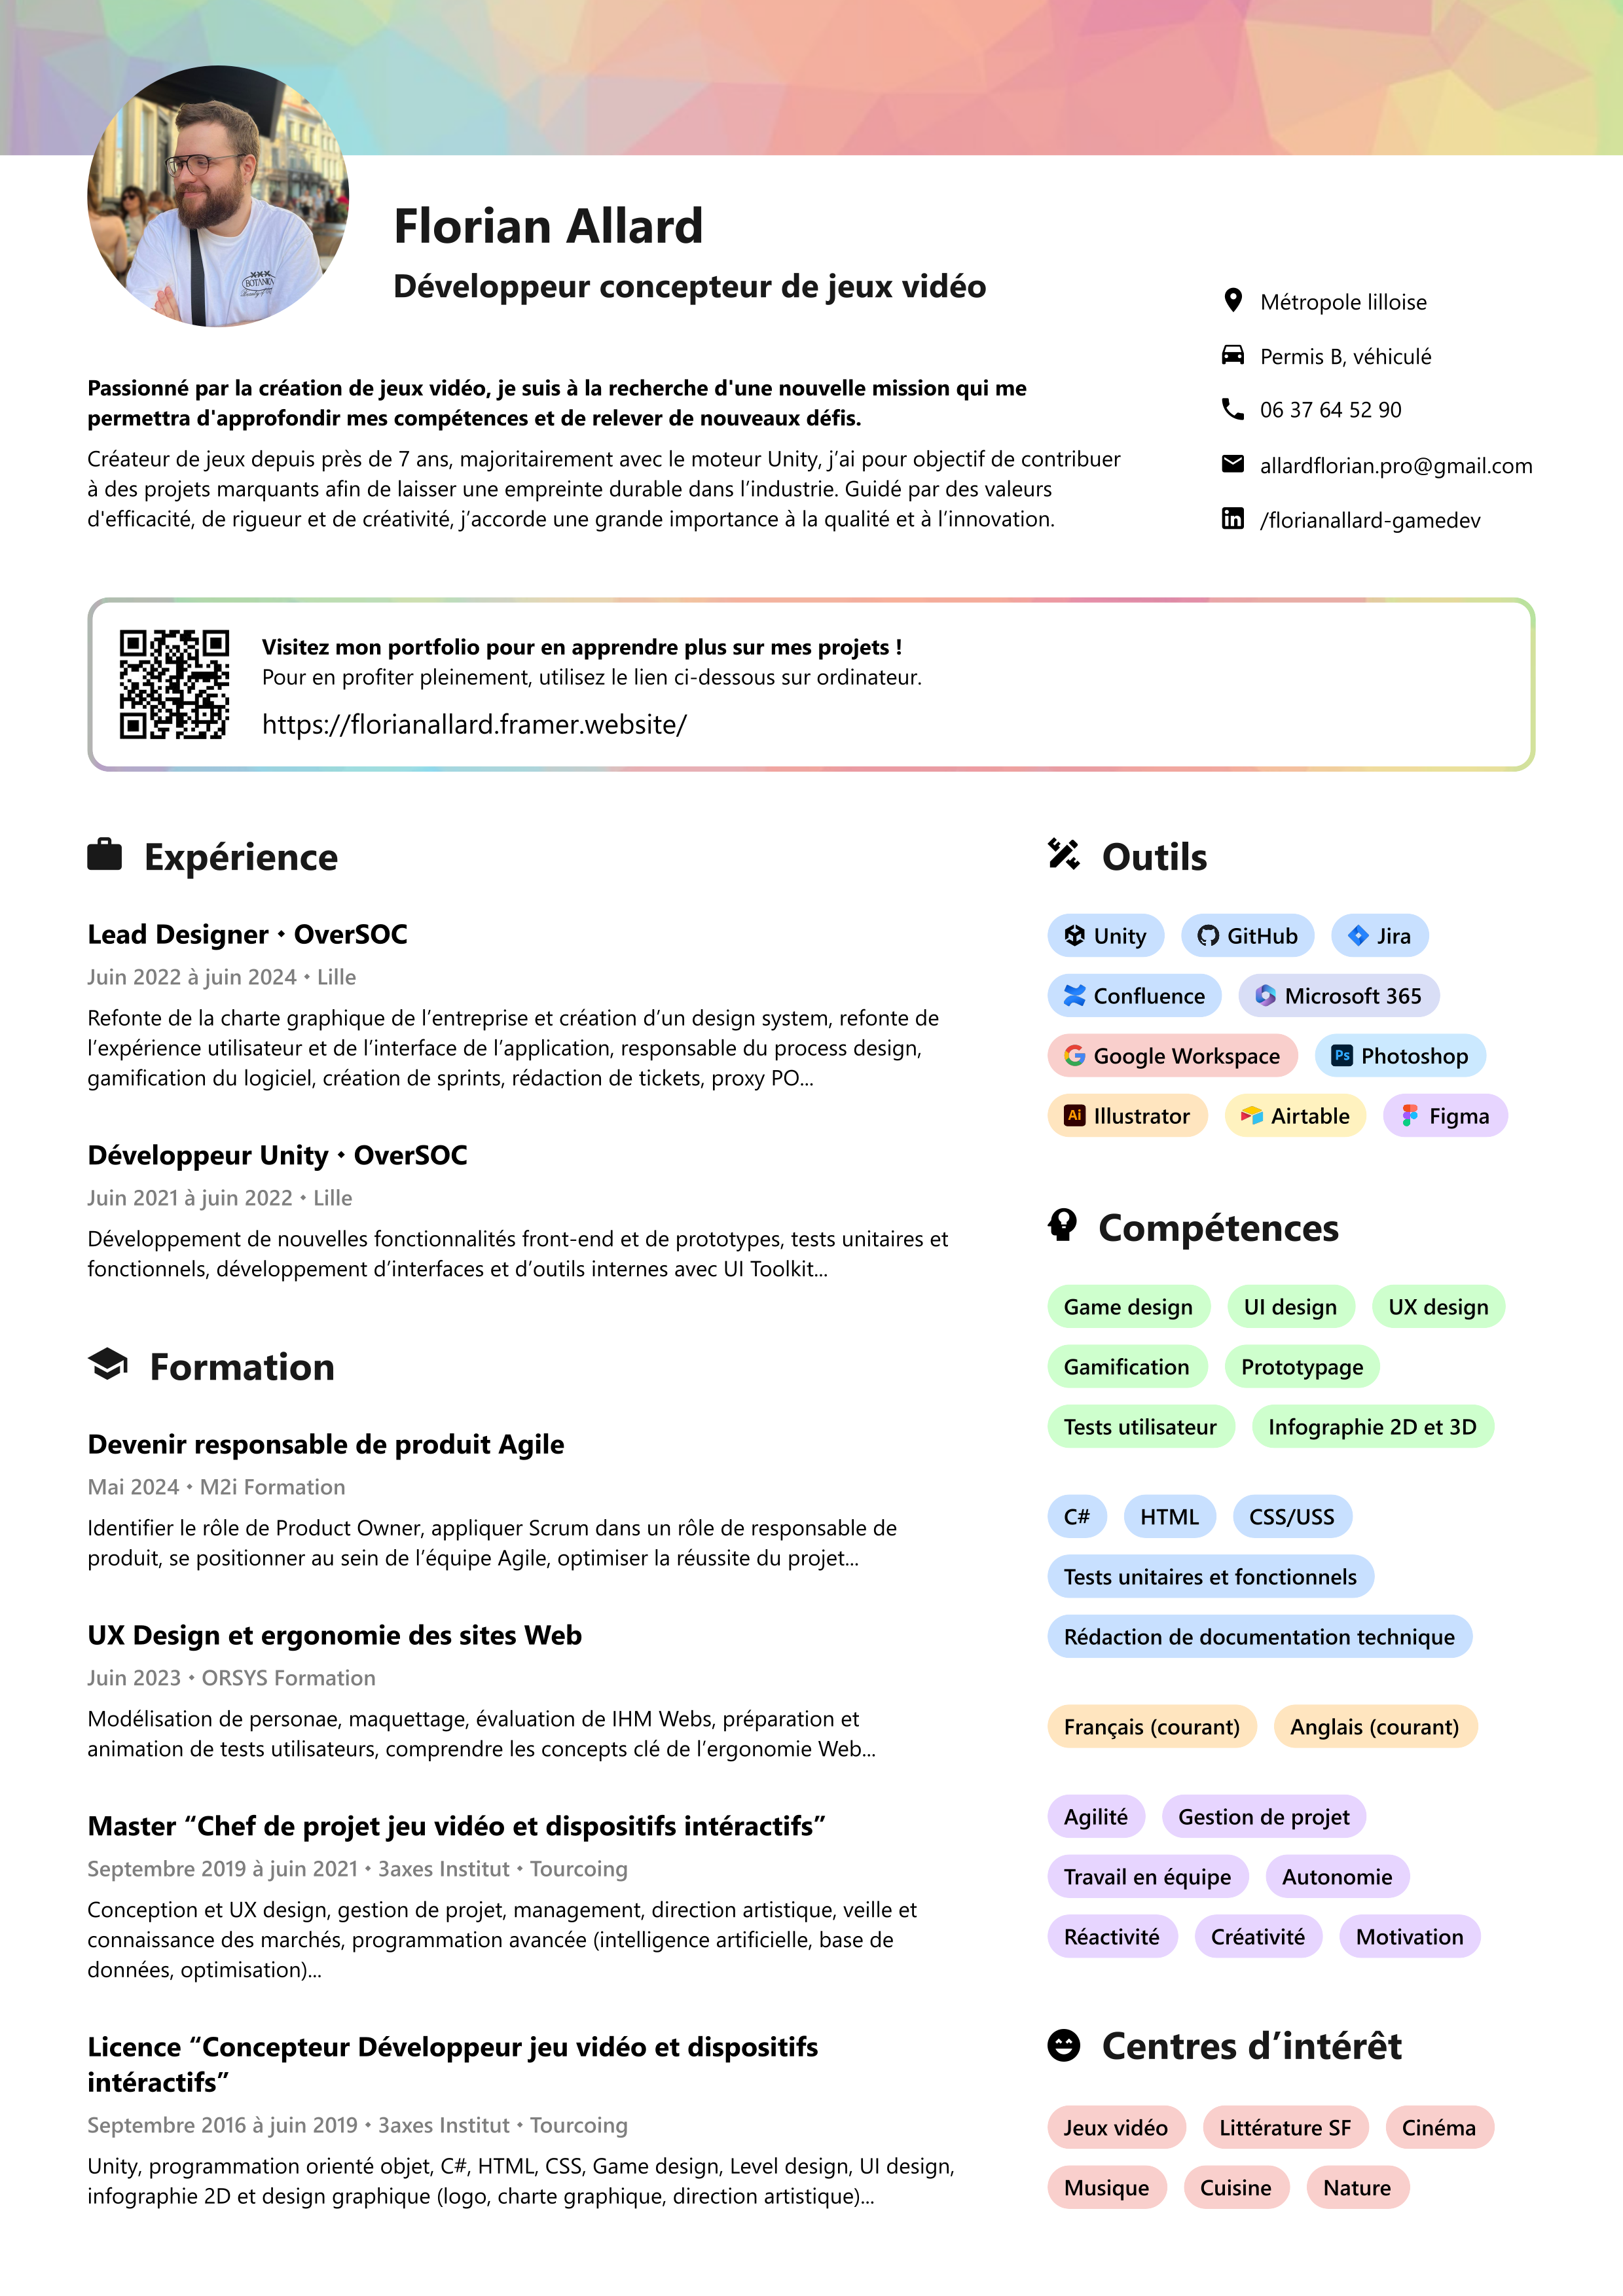 Florian Allard
Développeur concepteur de jeux vidéo
Métropole lilloise
Permis B, véhiculé
06 37 64 52 90
allardflorian.pro@gmail.com
/florianallard-gamedev
Passionné par la création de jeux vidéo, je suis à la recherche d'une nouvelle mission qui me
permettra d'approfondir mes compétences et de relever de nouveaux défis.
Créateur de jeux depuis près de 7 ans, majoritairement avec le moteur Unity, j’ai pour objectif de contribuer
à des projets marquants afin de laisser une empreinte durable dans l’industrie. Guidé par des valeurs
d'efficacité, de rigueur et de créativité, j’accorde une grande importance à la qualité et à l’innovation.
Visitez mon portfolio pour en apprendre plus sur mes projets !
Pour en profiter pleinement, utilisez le lien ci-dessous sur ordinateur.
https://florianallard.framer.website/
Expérience
Lead Designer • OverSOC
Juin 2022 à juin 2024 • Lille
Refonte de la charte graphique de l’entreprise et création d’un design system, refonte de
l’expérience utilisateur et de l’interface de l’application, responsable du process design,
gamification du logiciel, création de sprints, rédaction de tickets, proxy PO...
Développeur Unity • OverSOC
Juin 2021 à juin 2022 • Lille
Développement de nouvelles fonctionnalités front-end et de prototypes, tests unitaires et
fonctionnels, développement d’interfaces et d’outils internes avec UI Toolkit...
Formation
Devenir responsable de produit Agile
Mai 2024 • M2i Formation
Identifier le rôle de Product Owner, appliquer Scrum dans un rôle de responsable de
produit, se positionner au sein de l’équipe Agile, optimiser la réussite du projet...
UX Design et ergonomie des sites Web
Juin 2023 • ORSYS Formation
Modélisation de personae, maquettage, évaluation de IHM Webs, préparation et
animation de tests utilisateurs, comprendre les concepts clé de l’ergonomie Web...
Master “Chef de projet jeu vidéo et dispositifs intéractifs”
Septembre 2019 à juin 2021 • 3axes Institut • Tourcoing
Conception et UX design, gestion de projet, management, direction artistique, veille et
connaissance des marchés, programmation avancée (intelligence artificielle, base de
données, optimisation)...
Licence “Concepteur Développeur jeu vidéo et dispositifs
intéractifs”
Septembre 2016 à juin 2019 • 3axes Institut • Tourcoing
Unity, programmation orienté objet, C#, HTML, CSS, Game design, Level design, UI design,
infographie 2D et design graphique (logo, charte graphique, direction artistique)...
Outils
Unity GitHub Jira
Confluence Microsoft 365
Google Workspace Ps Photoshop
Ai Illustrator Airtable Figma
Compétences
Game design UI design UX design
Gamification Prototypage
Tests utilisateur Infographie 2D et 3D
C# HTML CSS/USS
Tests unitaires et fonctionnels
Rédaction de documentation technique
Français (courant) Anglais (courant)
Agilité Gestion de projet
Travail en équipe Autonomie
Réactivité Créativité Motivation
Centres d’intérêt
Jeux vidéo Littérature SF Cinéma
Musique Cuisine Nature